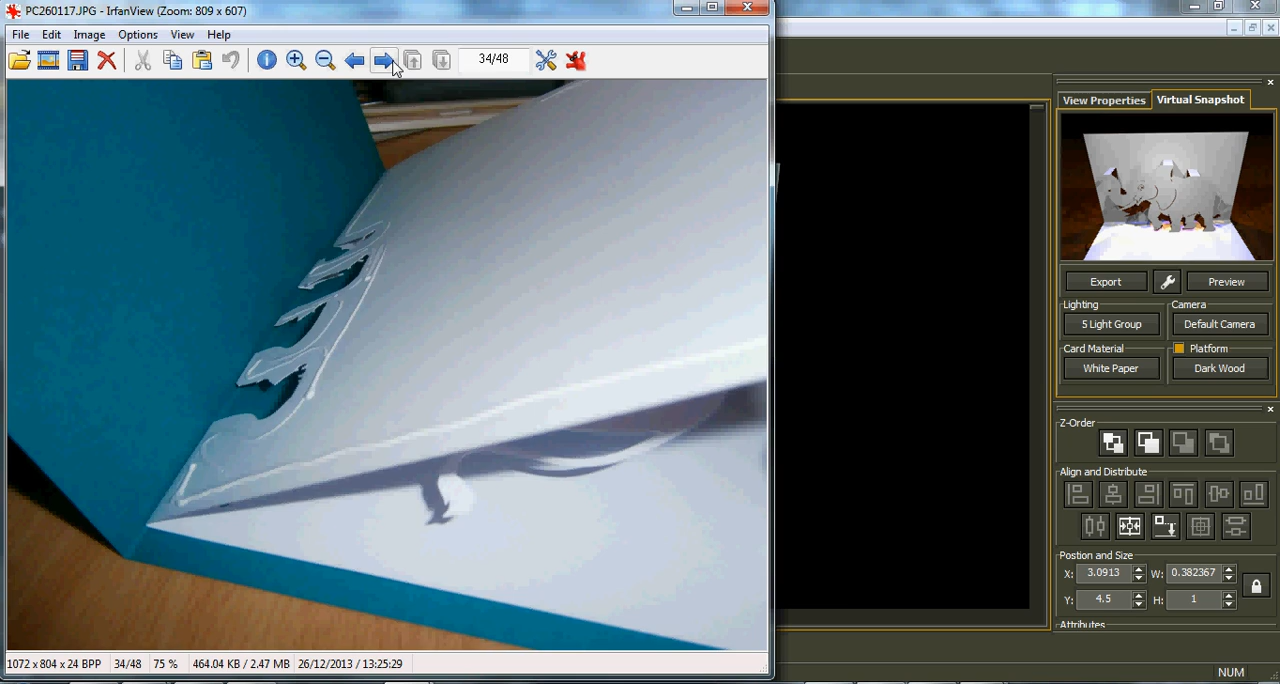 PC260117.JPG - IrfanView (Zoom: 809 x 607)
File Edit Image Options View Help
34/48
1072 x 804 x 24 BPP 34/48 75 % 464.04 KB / 2.47 MB 26/12/2013 / 13:25:29
View Properties Virtual Snapshot
Export Preview
Lighting Camera
5 Light Group Default Camera
Card Material Platform
White Paper Dark Wood
Z-Order
Align and Distribute
Postion and Size
X: 3.0913 W: 0.382367
Y: 4.5 H: 1
Attributes
NUM